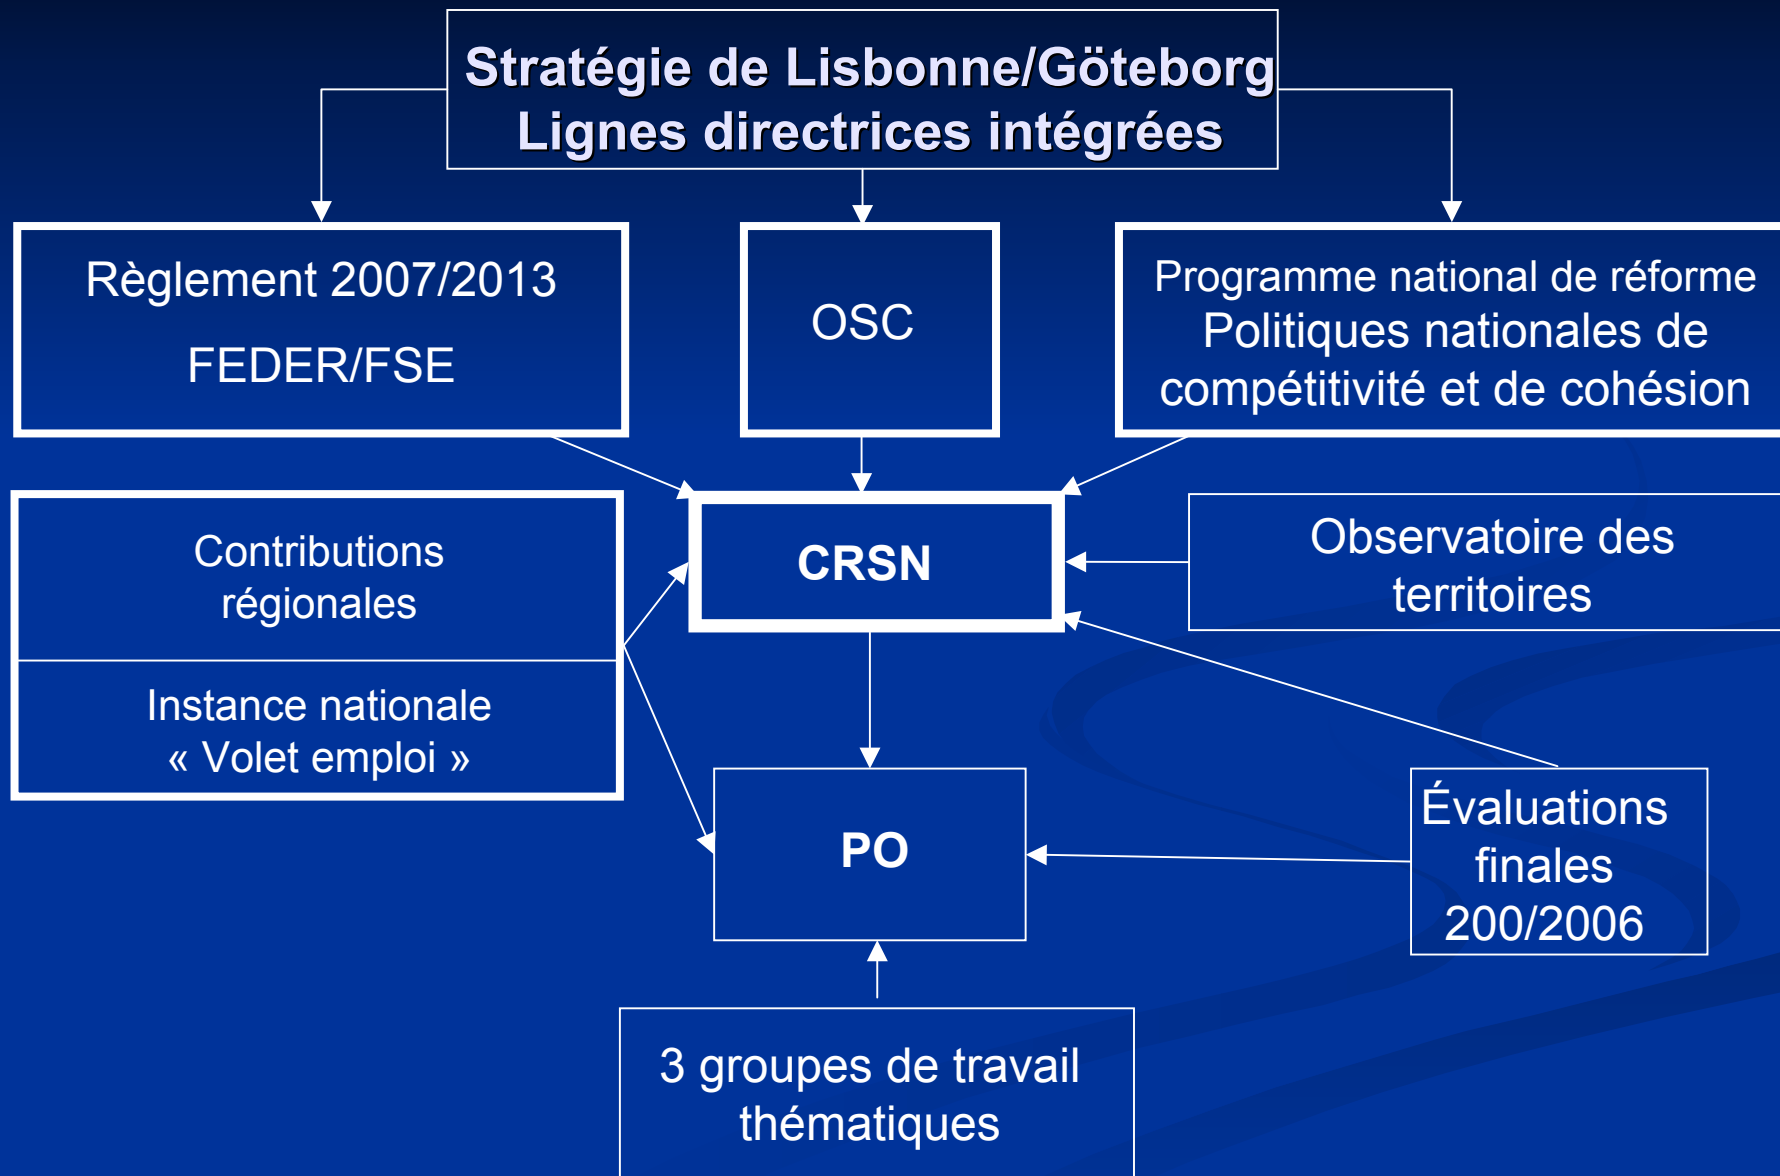 Stratégie de Lisbonne/Göteborg
Lignes directrices intégrées
Règlement 2007/2013
FEDER/FSE
OSC
Programme national de réforme
Politiques nationales de
compétitivité et de cohésion
Contributions
régionales
Instance nationale
« Volet emploi »
CRSN
Observatoire des
territoires
PO
Évaluations
finales
200/2006
3 groupes de travail
thématiques